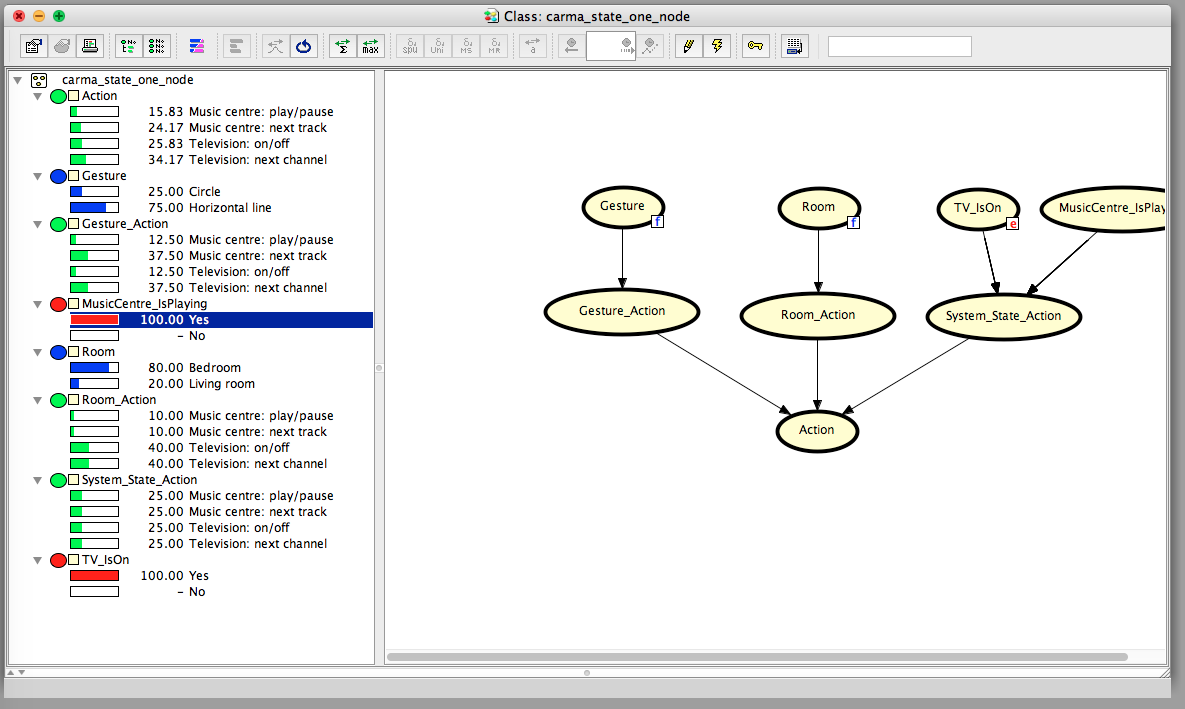 Class: carma_state_one_node
carma_state_one_node
Action
15.83 Music centre: play/pause
24.17 Music centre: next track
25.83 Television: on/off
34.17 Television: next channel
Gesture
25.00 Circle
75.00 Horizontal line
Gesture_Action
12.50 Music centre: play/pause
37.50 Music centre: next track
12.50 Television: on/off
37.50 Television: next channel
MusicCentre_IsPlaying
100.00 Yes
- No
Room
80.00 Bedroom
20.00 Living room
Room_Action
10.00 Music centre: play/pause
10.00 Music centre: next track
40.00 Television: on/off
40.00 Television: next channel
System_State_Action
25.00 Music centre: play/pause
25.00 Music centre: next track
25.00 Television: on/off
25.00 Television: next channel
TV_IsOn
100.00 Yes
- No
Σ
max
δu
SPU
δu
Uni
δu
MS
δu
MR
a
Gesture
f
Room
f
TV_IsOn
e
MusicCentre_IsPlay
Gesture_Action
Room_Action
System_State_Action
Action